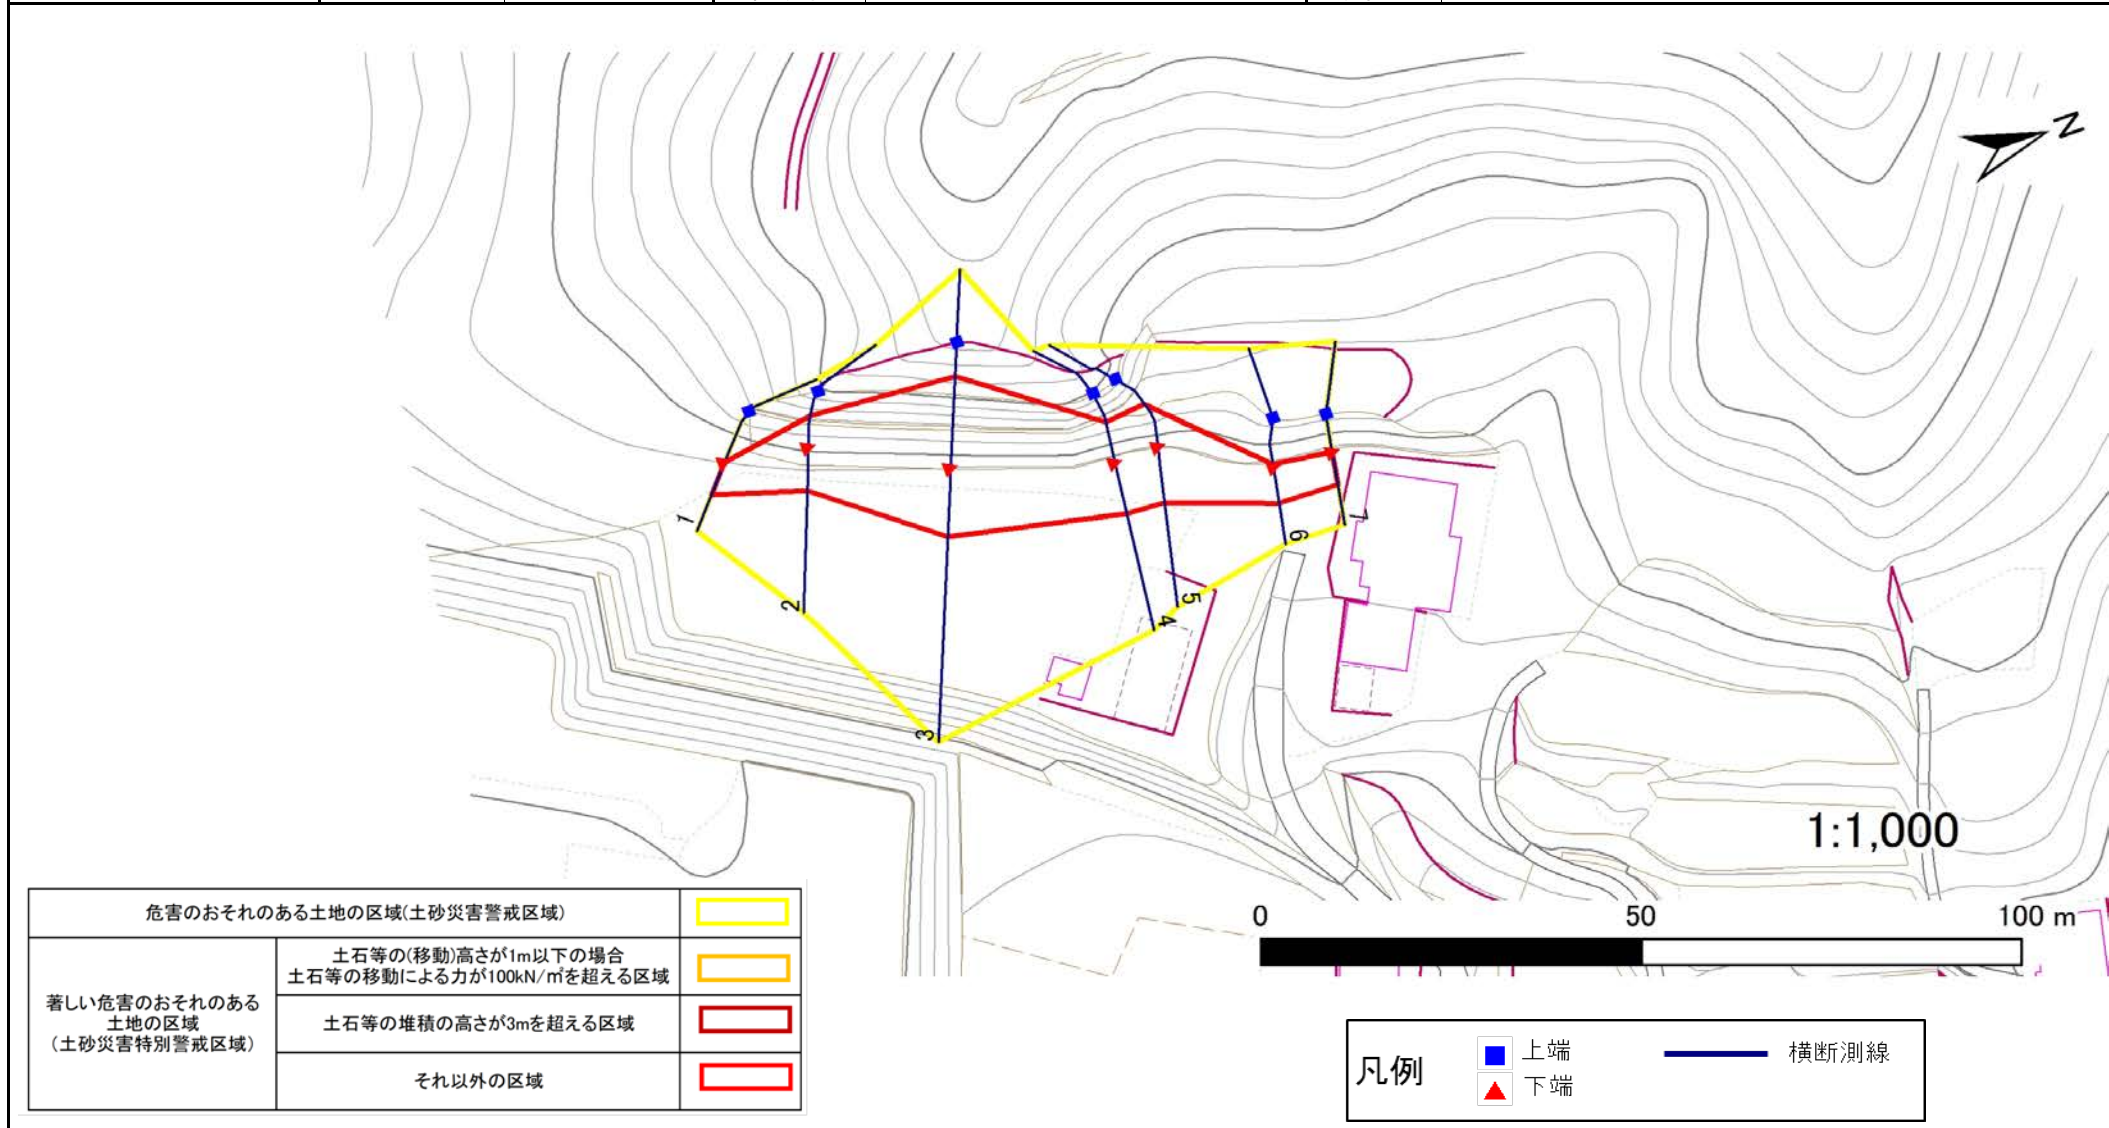 N
1
2
3
4
5
6
7
1:1,000
0 50 100 m
危害のおそれのある土地の区域(土砂災害警戒区域)
著しい危害のおそれのある
土地の区域
(土砂災害特別警戒区域)
土石等の(移動)高さが1m以下の場合
土石等の移動による力が100kN/㎡を超える区域
土石等の堆積の高さが3mを超える区域
それ以外の区域
凡例
上端
下端
横断測線